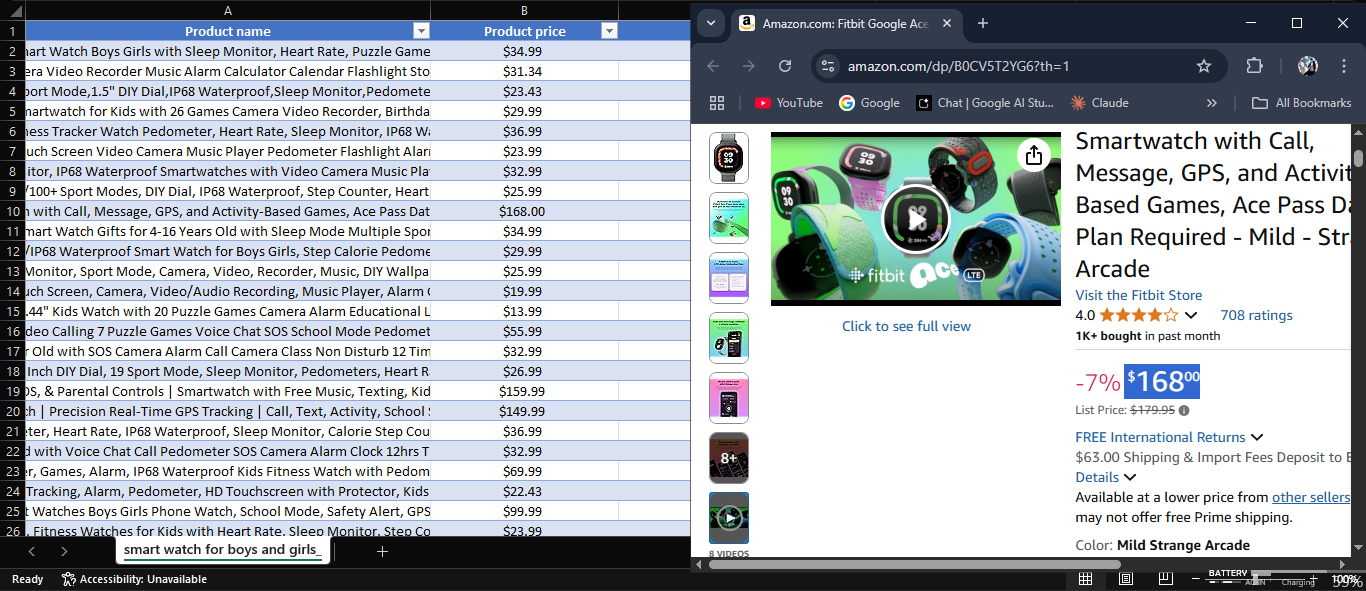 A B
1 Product name Product price
2 mart Watch Boys Girls with Sleep Monitor, Heart Rate, Puzzle Game $34.99
3 era Video Recorder Music Alarm Calculator Calendar Flashlight Sto $31.34
4 port Mode,1.5" DIY Dial,IP68 Waterproof,Sleep Monitor,Pedomete $23.43
5 martwatch for Kids with 26 Games Camera Video Recorder, Birthda $29.99
6 ness Tracker Watch Pedometer, Heart Rate, Sleep Monitor, IP68 Wa $36.99
7 uch Screen Video Camera Music Player Pedometer Flashlight Alar $23.99
8 itor, IP68 Waterproof Smartwatches with Video Camera Music Pla $32.99
9 /100+ Sport Modes, DIY Dial, IP68 Waterproof, Step Counter, Heart $25.99
10 h with Call, Message, GPS, and Activity-Based Games, Ace Pass Dat $168.00
11 mart Watch Gifts for 4-16 Years Old with Sleep Mode Multiple Spor $34.99
12 /IP68 Waterproof Smart Watch for Boys Girls, Step Calorie Pedome $29.99
13 Monitor, Sport Mode, Camera, Video, Recorder, Music, DIY Wallpa $25.99
14 uch Screen, Camera, Video/Audio Recording, Music Player, Alarm $19.99
15 .44" Kids Watch with 20 Puzzle Games Camera Alarm Educational L $13.99
16 deo Calling 7 Puzzle Games Voice Chat SOS School Mode Pedomet $55.99
17 r Old with SOS Camera Alarm Call Camera Class Non Disturb 12 Tim $32.99
18 Inch DIY Dial, 19 Sport Mode, Sleep Monitor, Pedometers, Heart R $26.99
19 OS, & Parental Controls | Smartwatch with Free Music, Texting, Kid $159.99
20 ch | Precision Real-Time GPS Tracking | Call, Text, Activity, School $149.99
21 eter, Heart Rate, IP68 Waterproof, Sleep Monitor, Calorie Step Cou $36.99
22 d with Voice Chat Call Pedometer SOS Camera Alarm Clock 12hrs T $32.99
23 r, Games, Alarm, IP68 Waterproof Kids Fitness Watch with Pedom $69.99
24 Tracking, Alarm, Pedometer, HD Touchscreen with Protector, Kids $22.43
25 t Watches Boys Girls Phone Watch, School Mode, Safety Alert, GPS $99.99
26 , Fitness Watches for Kids with Heart Rate, Sleep Monitor, Step Co $23.99
smart watch for boys and girls_
Ready Accessibility: Unavailable
Amazon.com: Fitbit Google Ace
amazon.com/dp/B0CV5T2YG6?th=1
YouTube Google Chat | Google AI Stu... Claude » All Bookmarks
09 30
fitbit ace LTE
8+
8 VIDEOS
Click to see full view
Smartwatch with Call,
Message, GPS, and Activit
Based Games, Ace Pass Da
Plan Required - Mild - Stra
Arcade
Visit the Fitbit Store
4.0 708 ratings
1K+ bought in past month
-7% $168.00
List Price: $179.95
FREE International Returns
$63.00 Shipping & Import Fees Deposit to
Details
Available at a lower price from other sellers
may not offer free Prime shipping.
Color: Mild Strange Arcade
BATTERY
Charging
100%